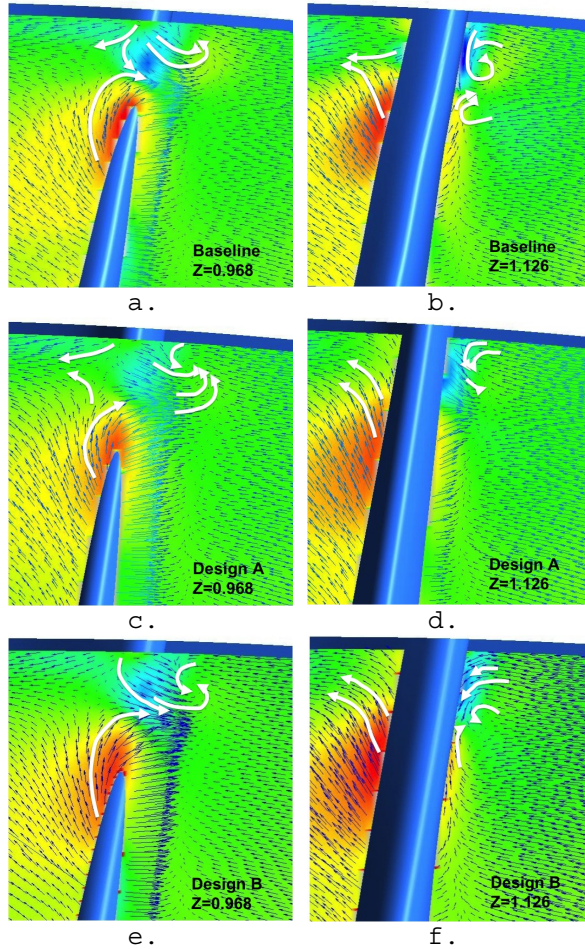 Baseline
Z=0.968
Baseline
Z=1.126
a.
b.
Design A
Z=0.968
Design A
Z=1.126
c.
d.
Design B
Z=0.968
Design B
Z=1.126
e.
f.